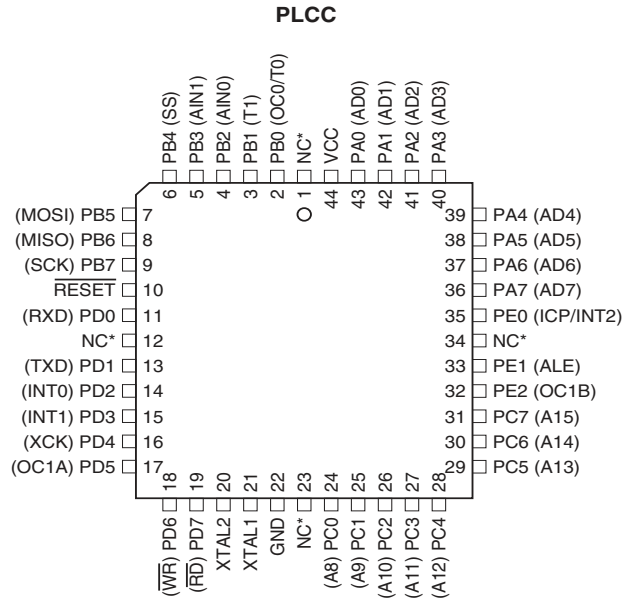 PLCC
PB4 (SS)
PB3 (AIN1)
PB2 (AIN0)
PB1 (T1)
PB0 (OC0/T0)
NC*
VCC
PA0 (AD0)
PA1 (AD1)
PA2 (AD2)
PA3 (AD3)
6
5
4
3
2
1
44
43
42
41
40
(MOSI) PB5 7
(MISO) PB6 8
(SCK) PB7 9
RESET 10
(RXD) PD0 11
NC* 12
(TXD) PD1 13
(INT0) PD2 14
(INT1) PD3 15
(XCK) PD4 16
(OC1A) PD5 17
39 PA4 (AD4)
38 PA5 (AD5)
37 PA6 (AD6)
36 PA7 (AD7)
35 PE0 (ICP/INT2)
34 NC*
33 PE1 (ALE)
32 PE2 (OC1B)
31 PC7 (A15)
30 PC6 (A14)
29 PC5 (A13)
18
19
20
21
22
23
24
25
26
27
28
(WR) PD6
(RD) PD7
XTAL2
XTAL1
GND
NC*
(A8) PC0
(A9) PC1
(A10) PC2
(A11) PC3
(A12) PC4